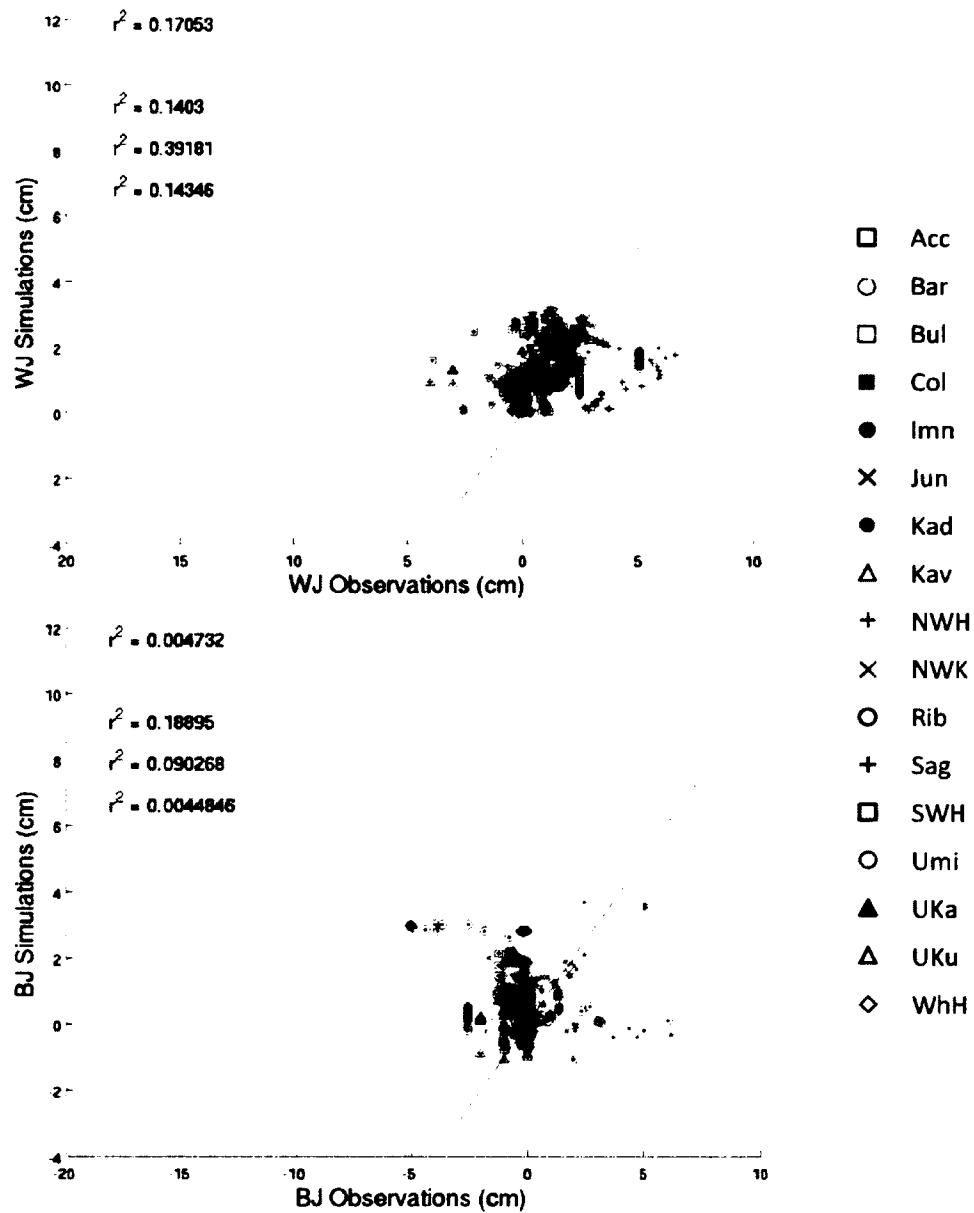 12
r² = 0.17053
10
r² = 0.1403
8
r² = 0.39181
r² = 0.14346
6
4
2
0
2
-4
WJ Simulations (cm)
20 15 10 5 0 5 10
WJ Observations (cm)
12
r² = 0.004732
10
r² = 0.18895
8
r² = 0.090268
r² = 0.0044846
6
4
2
0
-2
-4
BJ Simulations (cm)
-20 -15 -10 -5 0 5 10
BJ Observations (cm)
Acc
Bar
Bul
Col
Imn
Jun
Kad
Kav
NWH
NWK
Rib
Sag
SWH
Umi
UKa
UKu
WhH